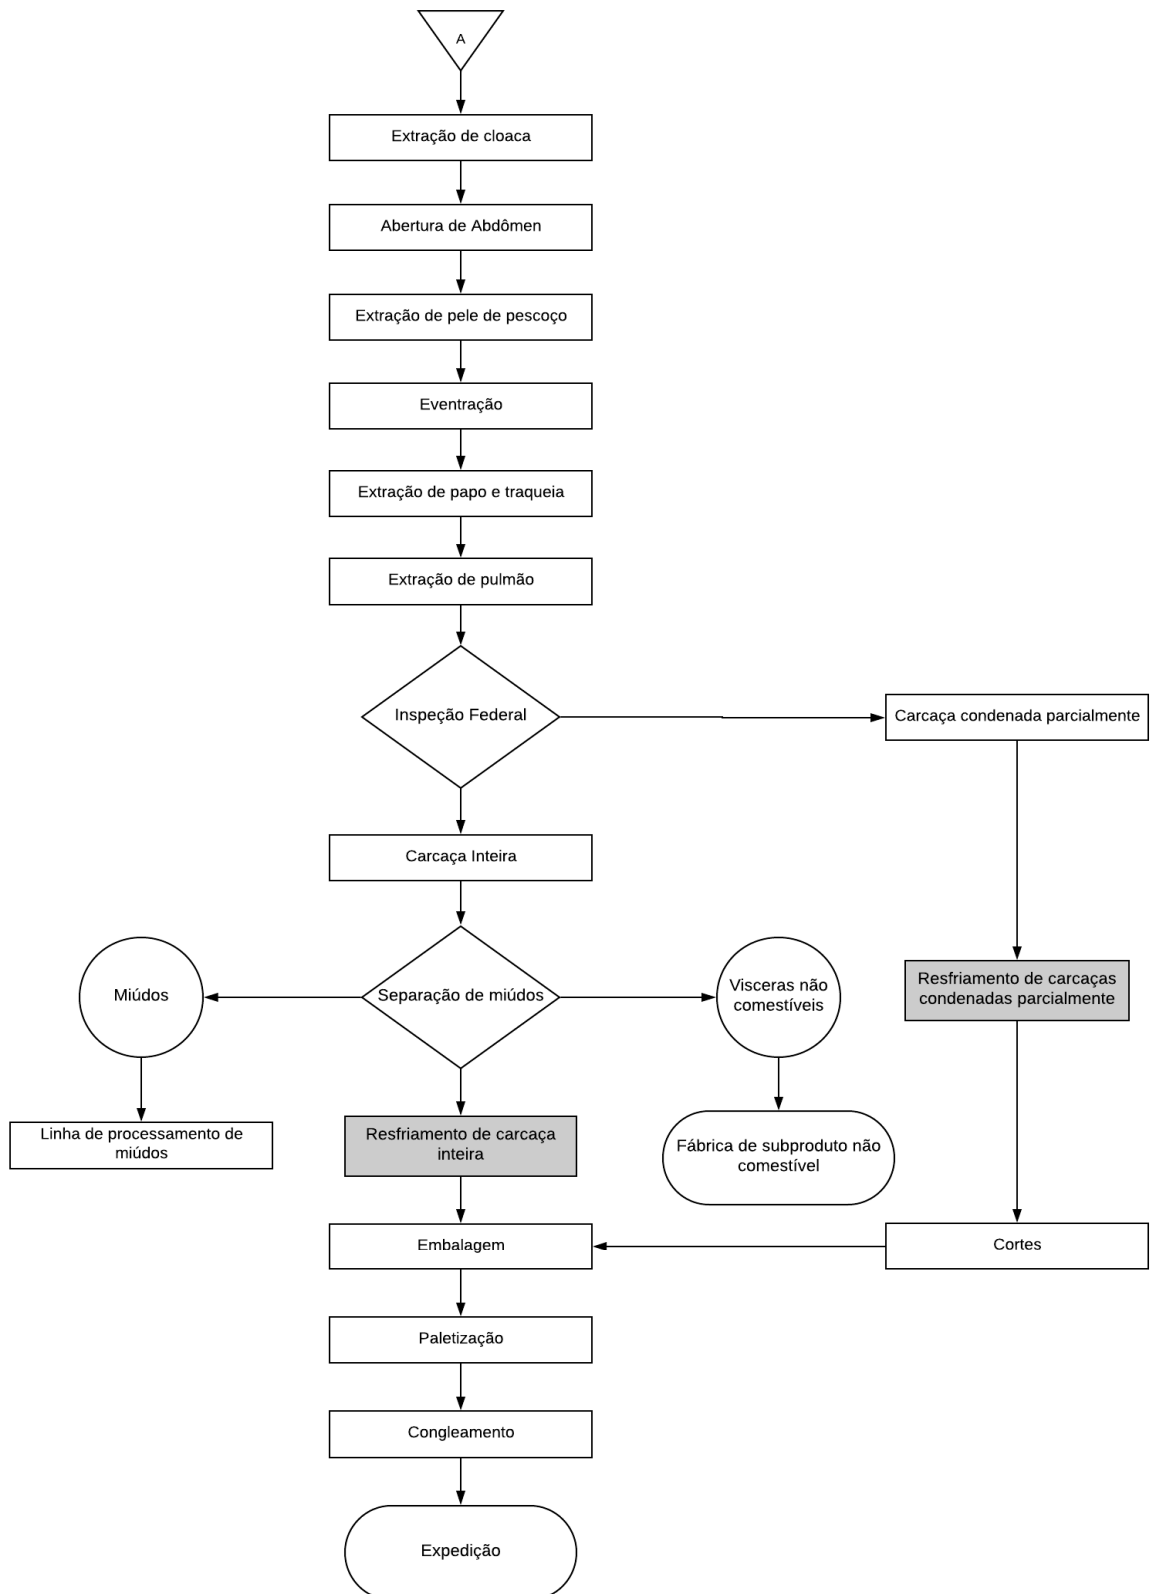 A
Extração de cloaca
Abertura de Abdômen
Extração de pele de pescoço
Eventração
Extração de papo e traqueia
Extração de pulmão
Inspeção Federal
Carcaça condenada parcialmente
Carcaça Inteira
Miúdos
Separação de miúdos
Visceras não
comestíveis
Resfriamento de carcaças
condenadas parcialmente
Linha de processamento de
miúdos
Resfriamento de carcaça
inteira
Fábrica de subproduto não
comestível
Embalagem
Cortes
Paletização
Congleamento
Expedição